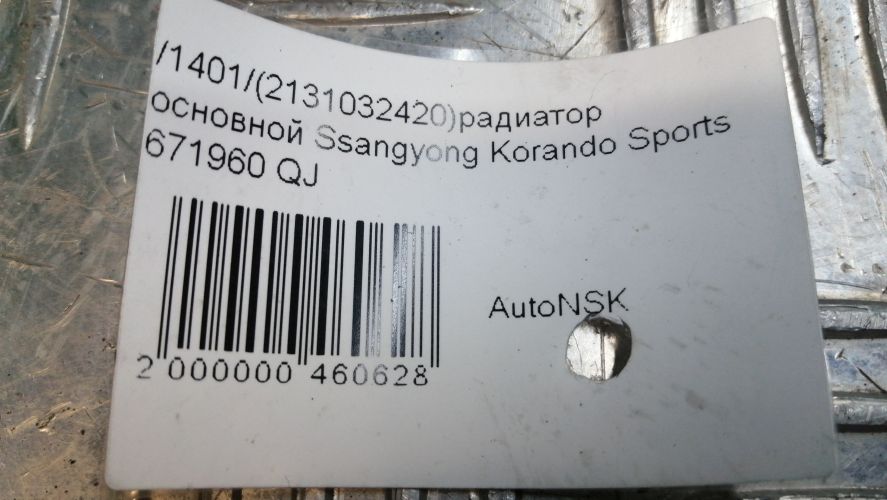 /1401/(2131032420)радиатор
основной Ssangyong Korando Sports
671960 QJ
AutoNSK
2 000000 460628